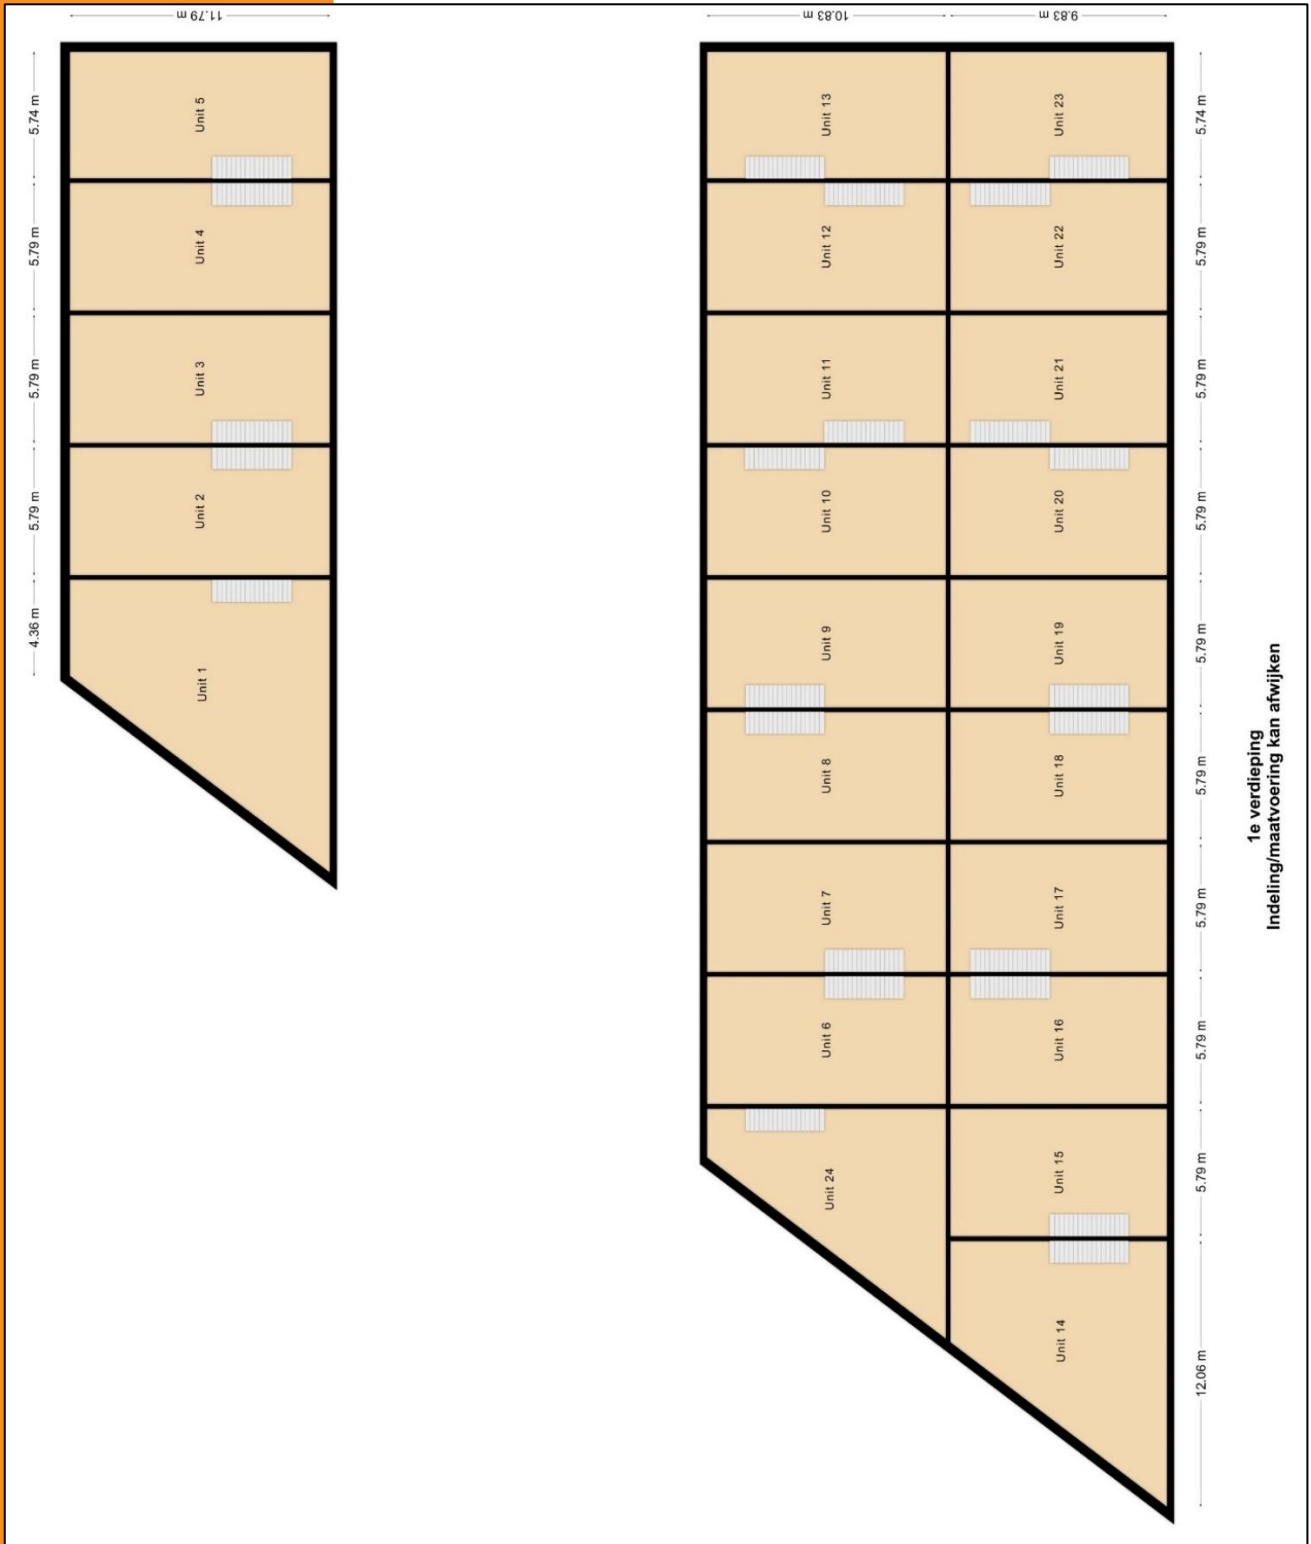 11.79 m
10.83 m
9.83 m
5.74 m
Unit 5
Unit 13
Unit 23
5.74 m
5.79 m
Unit 4
Unit 12
Unit 22
5.79 m
5.79 m
Unit 3
Unit 11
Unit 21
5.79 m
5.79 m
Unit 2
Unit 10
Unit 20
5.79 m
4.36 m
Unit 1
Unit 9
Unit 19
5.79 m
Unit 8
Unit 18
5.79 m
Unit 7
Unit 17
5.79 m
Unit 6
Unit 16
5.79 m
Unit 24
Unit 15
5.79 m
Unit 14
12.06 m
1e verdieping
Indeling/maatvoering kan afwijken